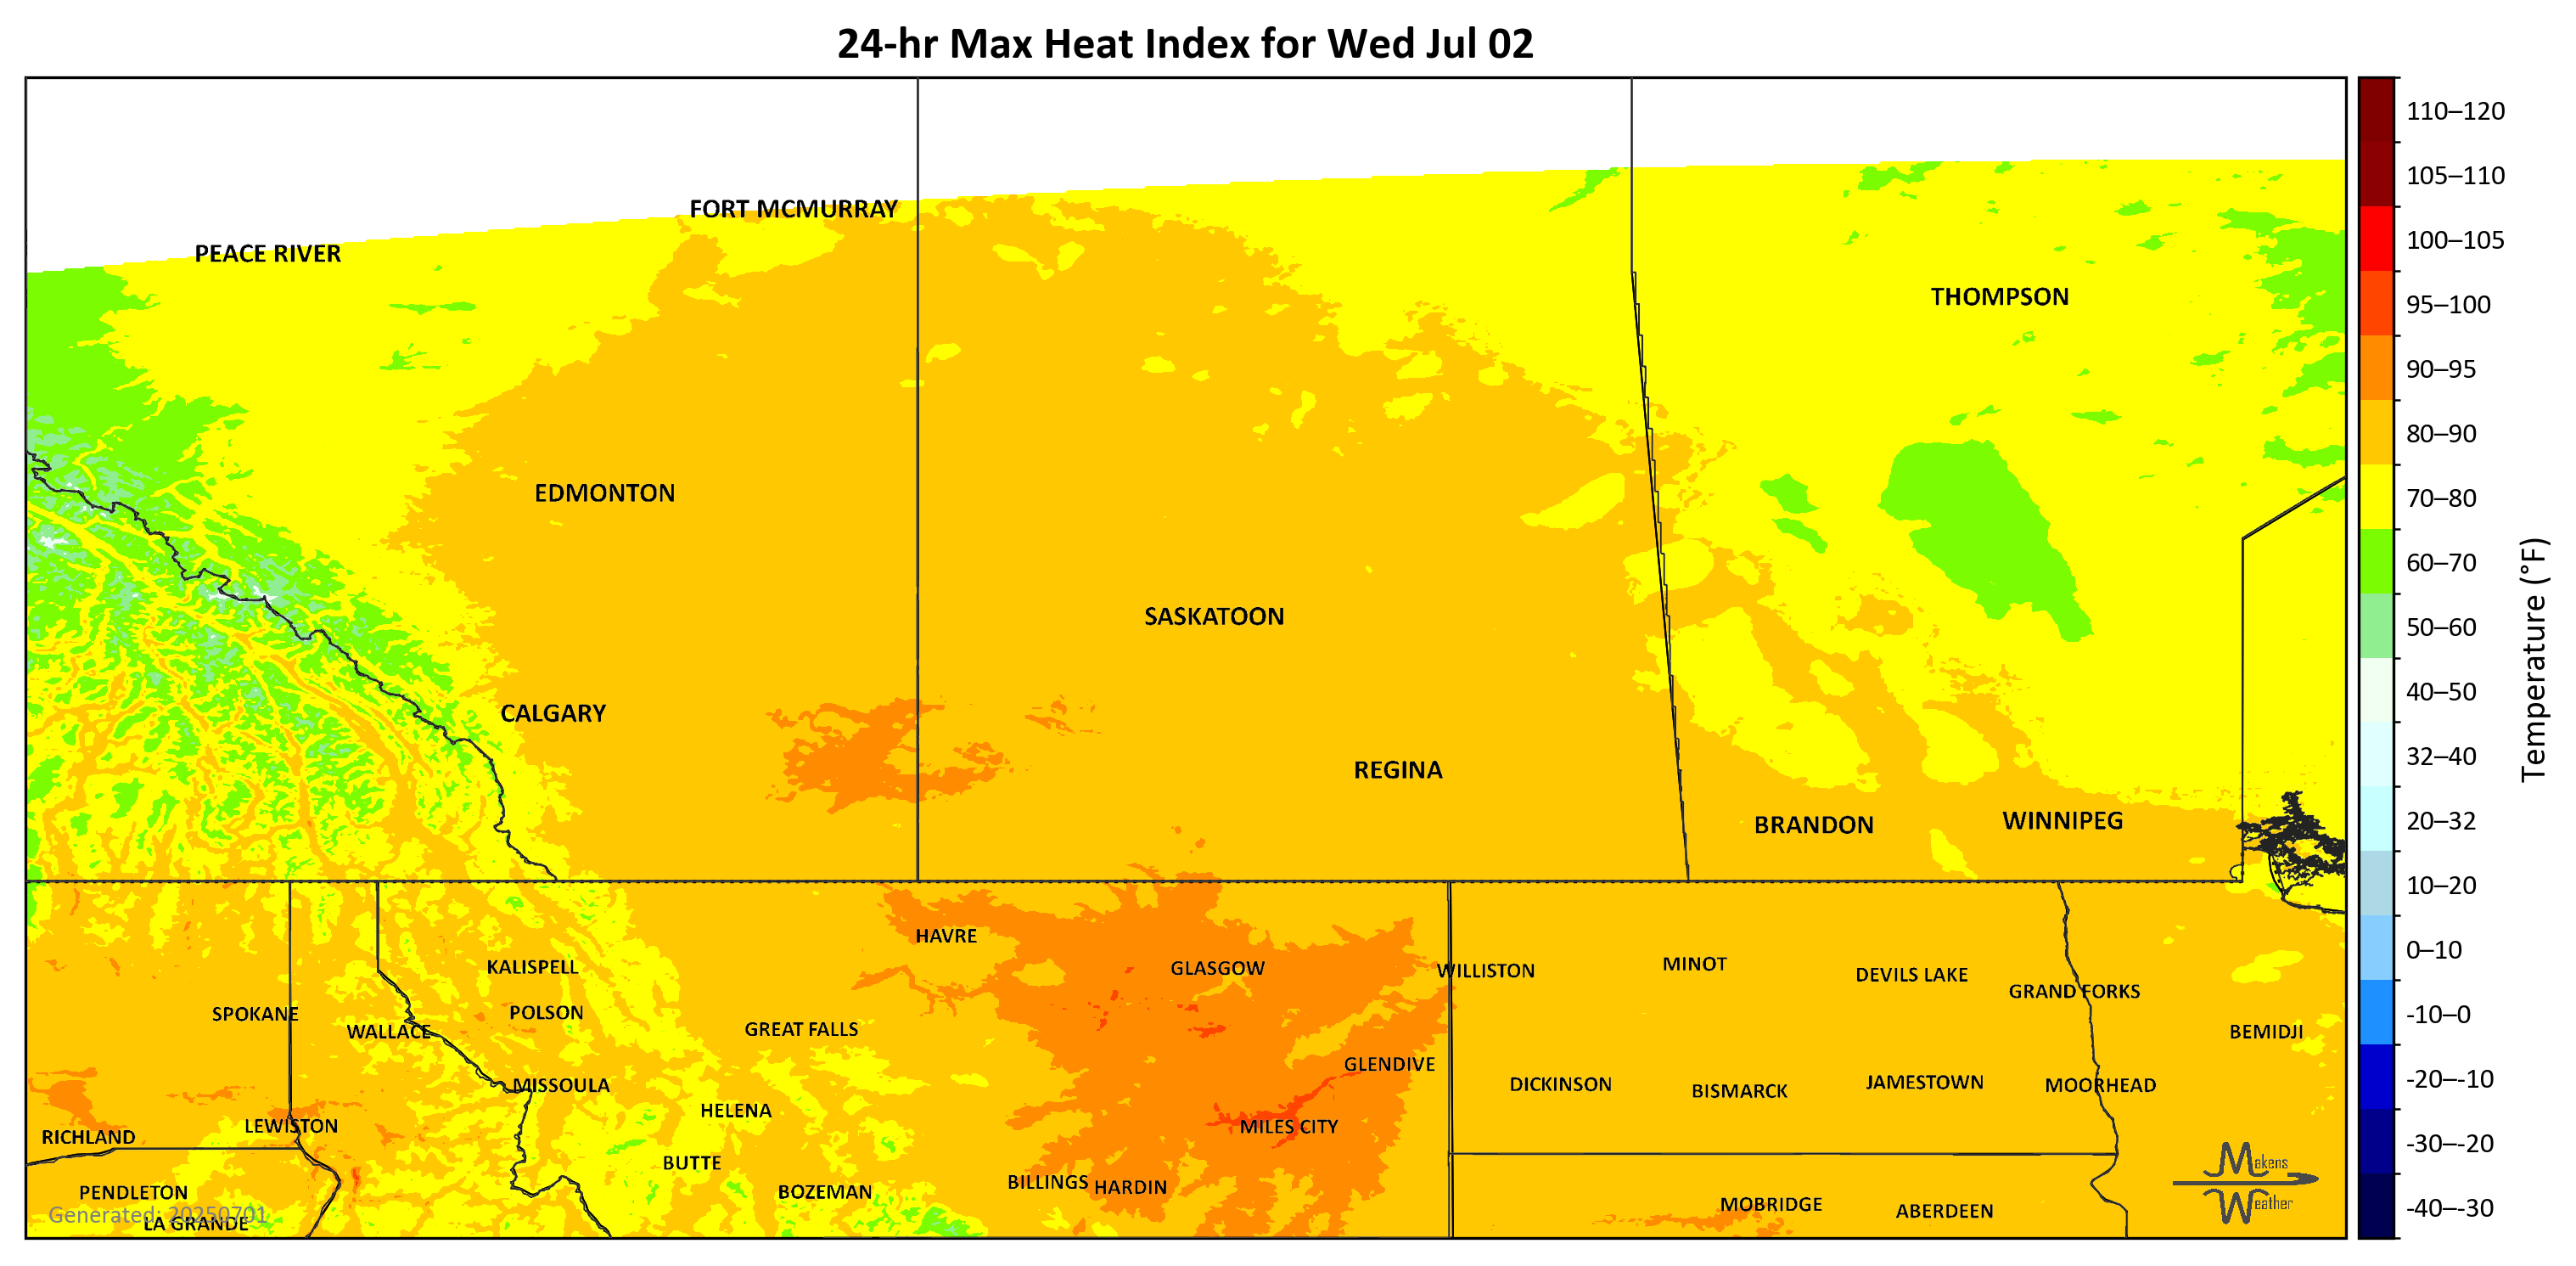 24-hr Max Heat Index for Wed Jul 02
FORT MCMURRAY
PEACE RIVER
THOMPSON
EDMONTON
SASKATOON
CALGARY
REGINA
BRANDON
WINNIPEG
HAVRE
KALISPELL
GLASGOW
WILLISTON
MINOT
DEVILS LAKE
GRAND FORKS
SPOKANE
POLSON
WALLACE
GREAT FALLS
BEMIDJI
GLENDIVE
MISSOULA
DICKINSON
BISMARCK
JAMESTOWN
MOORHEAD
HELENA
LEWISTON
MILES CITY
RICHLAND
BUTTE
BILLINGS
HARDIN
PENDLETON
BOZEMAN
MOBRIDGE
ABERDEEN
LA GRANDE
Generated: 20250701
Makens
Weather
110–120
105–110
100–105
95–100
90–95
80–90
70–80
60–70
50–60
40–50
32–40
20–32
10–20
0–10
-10–0
-20–-10
-30–-20
-40–-30
Temperature (°F)